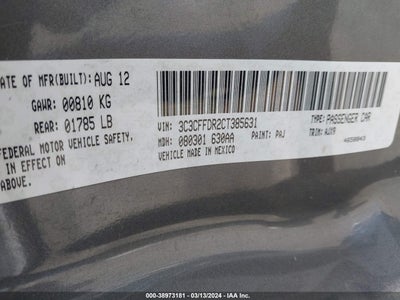 ATE OF MFR(BUILT): AUG 12
GAWR: 00810 KG
REAR: 01785 LB
FEDERAL MOTOR VEHICLE SAFETY.
IN EFFECT ON
ABOVE.
VIN: 3C3CFFDR2CT385631
MDH: 080301 630AA
PAINT: PAJ
VEHICLE MADE IN MEXICO
TYPE: PASSENGER CAR
TRIM:
000-38973181 - 03/13/2024 - IAA Inc.